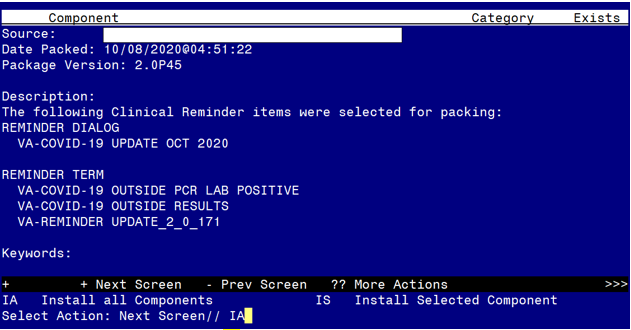 Component Category Exists
Source:
Date Packed: 10/08/2020@04:51:22
Package Version: 2.0P45
Description:
The following Clinical Reminder items were selected for packing:
REMINDER DIALOG
VA-COVID-19 UPDATE OCT 2020
REMINDER TERM
VA-COVID-19 OUTSIDE PCR LAB POSITIVE
VA-COVID-19 OUTSIDE RESULTS
VA-REMINDER UPDATE_2_0_171
Keywords:
+ + Next Screen - Prev Screen ?? More Actions >>>
IA Install all Components IS Install Selected Component
Select Action: Next Screen// IA